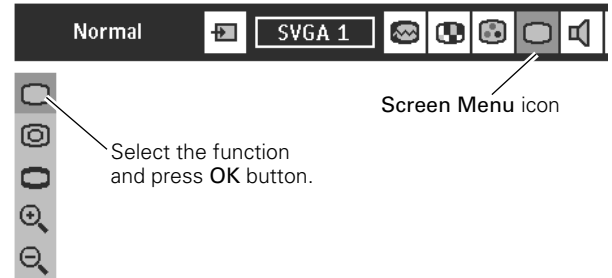 Normal
SVGA 1
Screen Menu icon
Select the function
and press OK button.